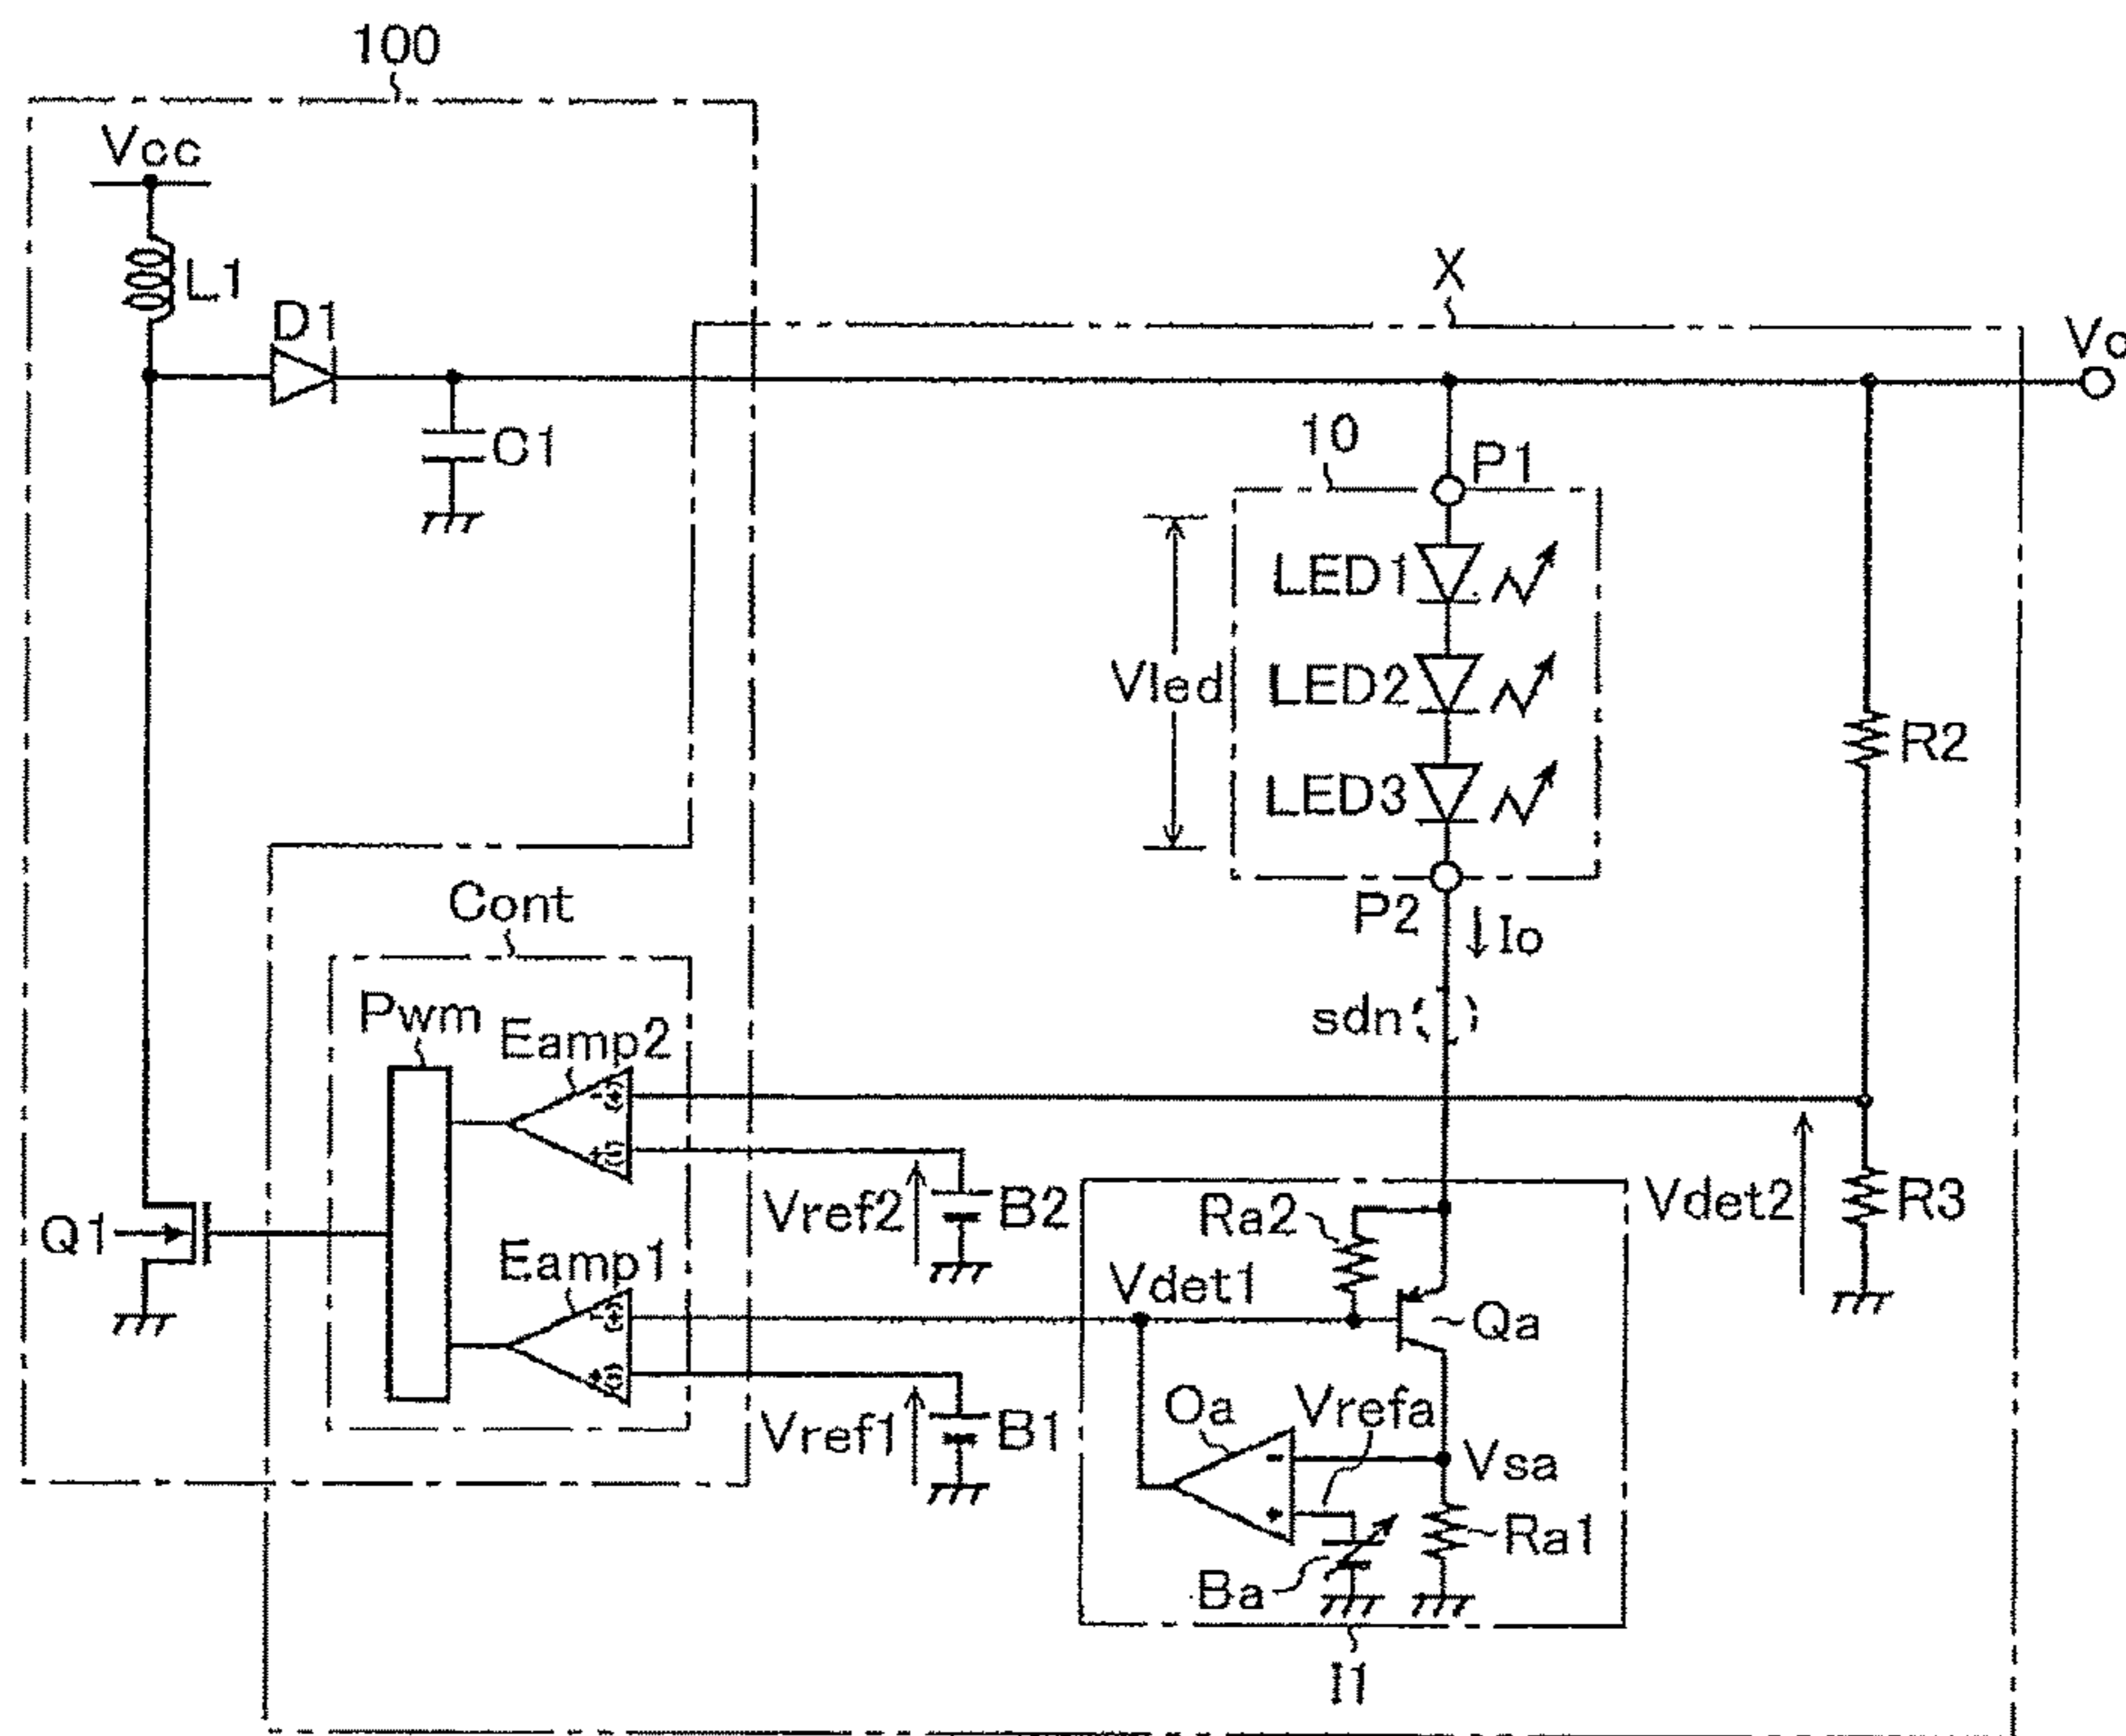 100
Vcc
L1
D1
C1
X
Vo
10
P1
LED1
Vled
LED2
LED3
R2
P2
Io
sdn
Cont
Pwm
Eamp2
- (+)
+ (-)
Vref2
B2
Ra2
Vdet2
R3
Q1
Eamp1
- (+)
+ (-)
Vdet1
~Qa
Vref1
B1
Oa
Vrefa
-
+
Vsa
Ba
~Ra1
I1